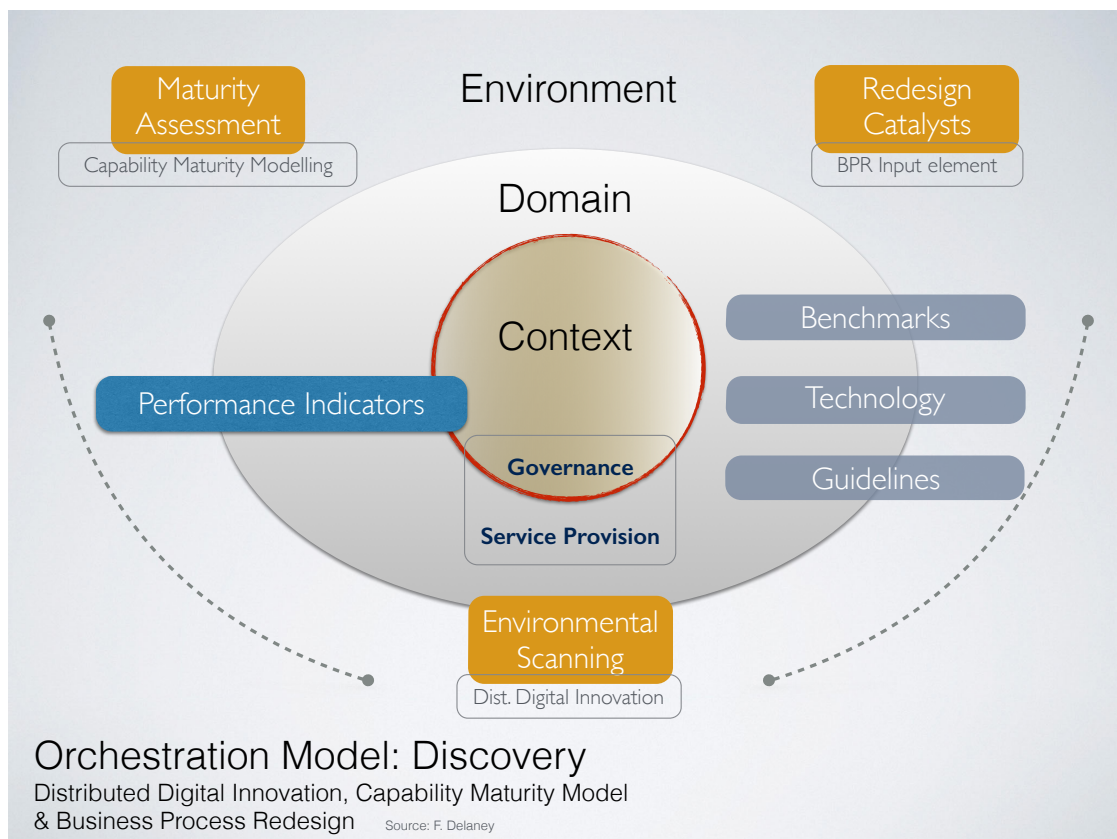 Maturity
Assessment
Capability Maturity Modelling
Environment
Redesign
Catalysts
BPR Input element
Domain
Context
Benchmarks
Performance Indicators
Technology
Governance
Guidelines
Service Provision
Environmental
Scanning
Dist. Digital Innovation
Orchestration Model: Discovery
Distributed Digital Innovation, Capability Maturity Model
& Business Process Redesign
Source: F. Delaney